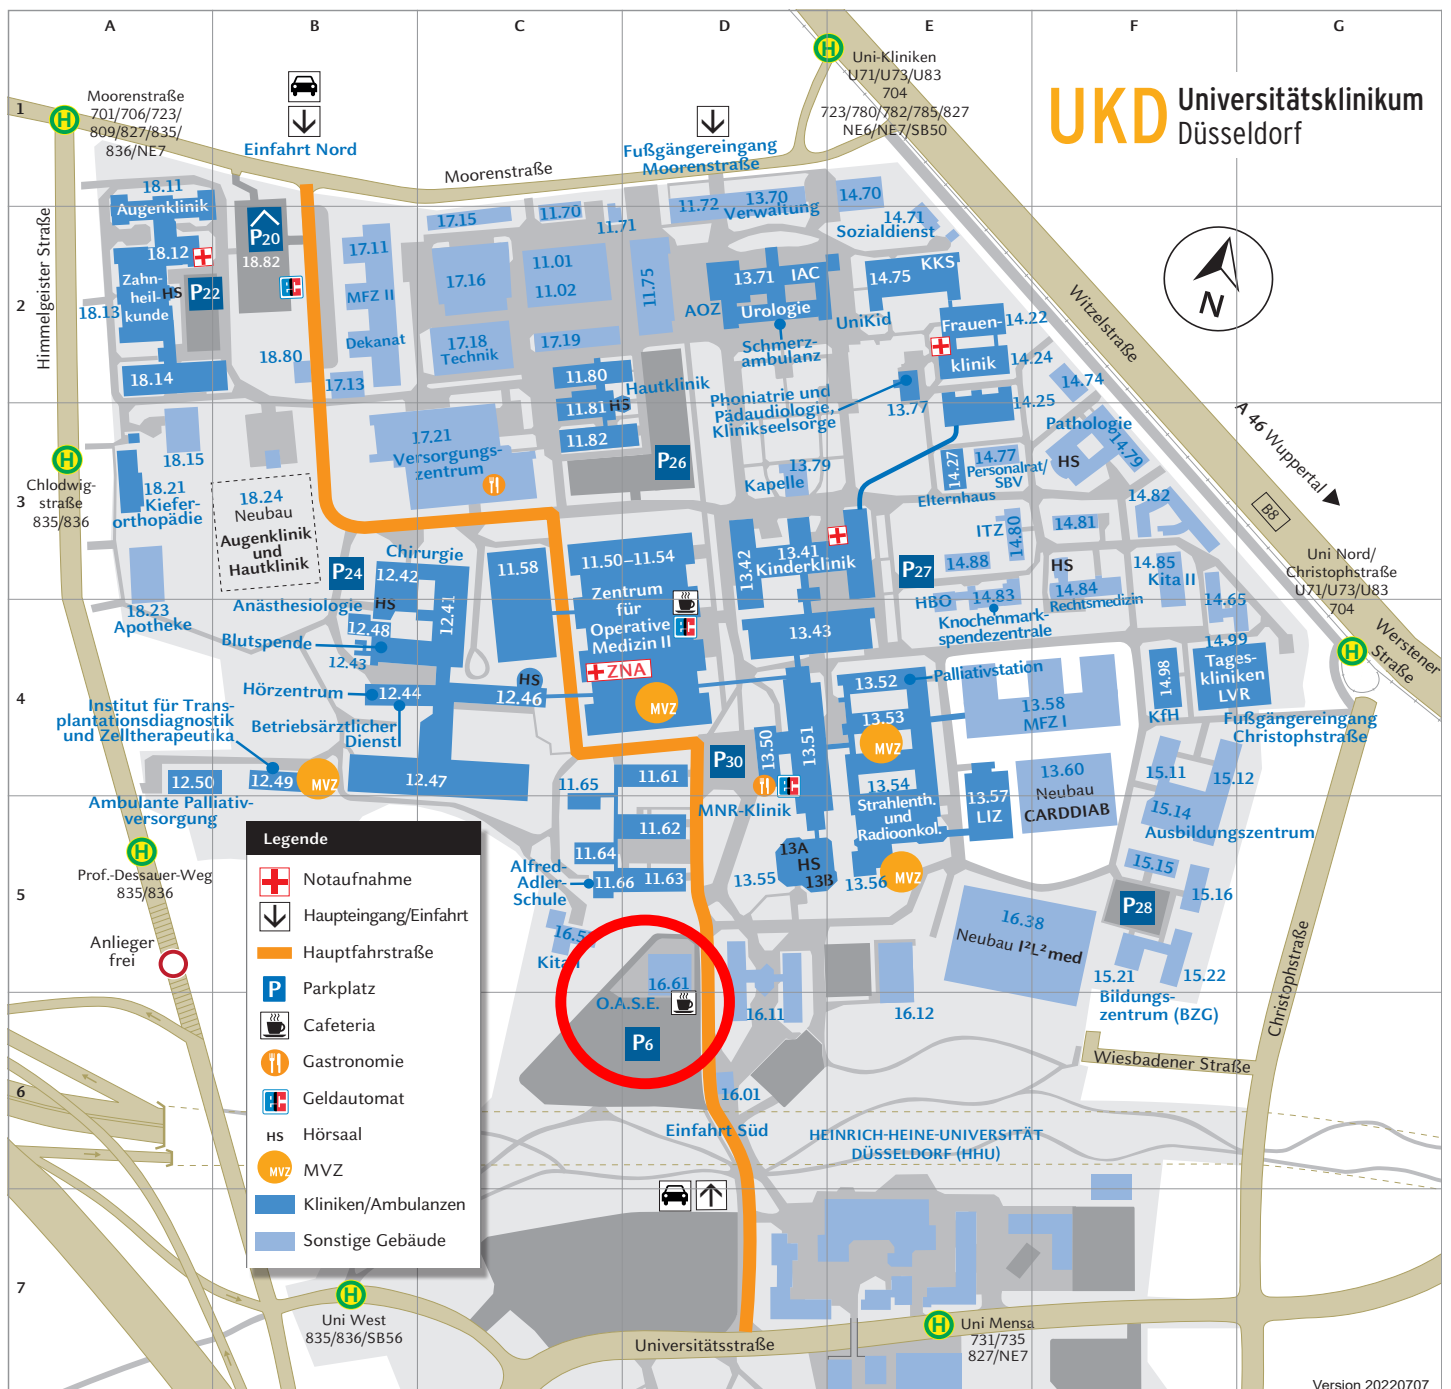 A
B
C
D
E
F
G
1
2
3
4
5
6
7
UKD Universitätsklinikum
Düsseldorf
Moorenstraße
701/706/723/
809/827/835/
836/NE7
Einfahrt Nord
Moorenstraße
Fußgängereingang
Moorenstraße
Uni-Kliniken
U71/U73/U83
704
723/780/782/785/827
NE6/NE7/SB50
Himmelgeister Straße
18.11
Augenklinik
18.12
Zahn-
heil-
kunde
HS
P22
18.13
18.14
P20
18.82
18.80
17.11
MFZ II
Dekanat
17.13
17.15
17.16
17.18
Technik
11.70
11.71
11.01
11.02
17.19
11.75
11.72
13.70
Verwaltung
14.70
14.71
Sozialdienst
13.71
IAC
AOZ
Urologie
Schmerz-
ambulanz
14.75
KKS
UniKid
Frauen-
klinik
14.22
14.24
14.25
14.74
Witzelstraße
N
11.80
11.81
HS
11.82
Hautklinik
P26
Phoniatrie und
Pädaudiologie,
Klinikseelsorge
13.77
Pathologie
HS
14.79
A 46 Wuppertal
B8
17.21
Versorgungs-
zentrum
13.79
Kapelle
14.27
14.77
Personalrat/
SBV
Elternhaus
14.82
14.81
ITZ
14.80
Chlodwig-
straße
835/836
18.15
18.21
Kiefer-
orthopädie
18.24
Neubau
Augenklinik
und
Hautklinik
18.23
Apotheke
P24
Chirurgie
12.42
HS
12.41
Anästhesiologie
12.48
Blutspende
12.43
11.58
11.50–11.54
Zentrum
für
Operative
Medizin II
ZNA
MVZ
13.42
13.41
Kinderklinik
13.43
P27
14.88
HBO
14.83
Knochenmark-
spendezentrale
HS
14.84
Rechtsmedizin
14.85
Kita II
14.65
Uni Nord/
Christophstraße
U71/U73/U83
704
Werstener
Straße
14.99
Tages-
kliniken
LVR
14.98
KfH
Fußgängereingang
Christophstraße
Hörzentrum
12.44
HS
12.46
Institut für Trans-
plantationsdiagnostik
und Zelltherapeutika
Betriebsärztlicher
Dienst
12.50
12.49
MVZ
12.47
Ambulante Palliativ-
versorgung
13.52
Palliativstation
13.53
MVZ
13.58
MFZ I
13.51
13.50
P30
MNR-Klinik
11.65
11.61
11.62
11.64
11.66
11.63
Alfred-
Adler-
Schule
13.54
Strahlenth.
und
Radioonkol.
13.57
LIZ
13.60
Neubau
CARDDIAB
15.11
15.12
15.14
Ausbildungszentrum
15.15
15.16
P28
13A
HS
13B
13.55
13.56
MVZ
Prof.-Dessauer-Weg
835/836
Anlieger
frei
Legende
Notaufnahme
Haupteingang/Einfahrt
Hauptfahrstraße
P Parkplatz
Cafeteria
Gastronomie
Geldautomat
HS Hörsaal
MVZ MVZ
Kliniken/Ambulanzen
Sonstige Gebäude
16.61
O.A.S.E.
P6
16.11
16.12
16.38
Neubau I²L² med
15.21
15.22
Bildungs-
zentrum (BZG)
Christophstraße
Wiesbadener Straße
16.01
Einfahrt Süd
HEINRICH-HEINE-UNIVERSITÄT
DÜSSELDORF (HHU)
Uni West
835/836/SB56
Universitätsstraße
Uni Mensa
731/735
827/NE7
H
H
H
H
H
H
H
Version 20220707